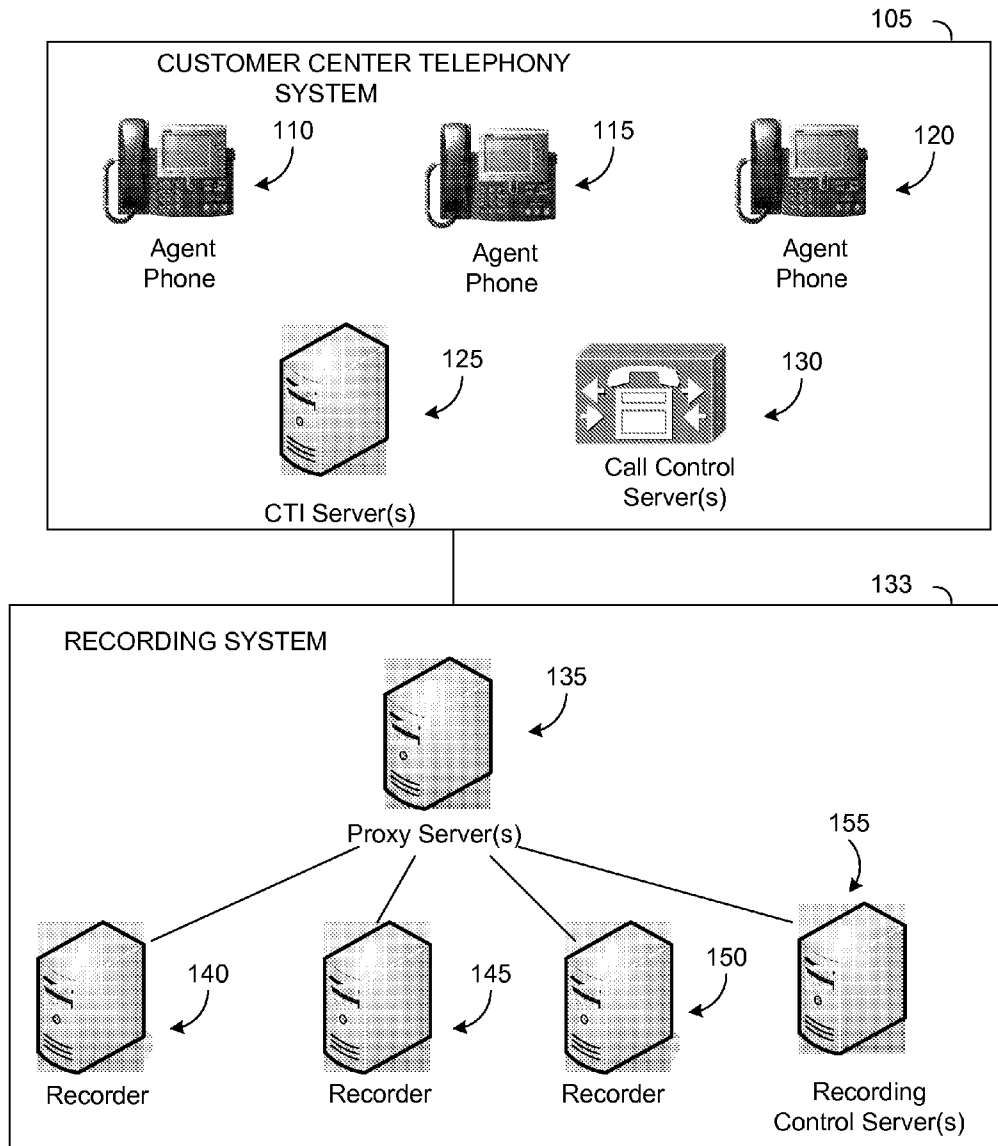 105
CUSTOMER CENTER TELEPHONY
SYSTEM
110
115
120
Agent
Phone
Agent
Phone
Agent
Phone
125
130
CTI Server(s)
Call Control
Server(s)
133
RECORDING SYSTEM
135
Proxy Server(s)
155
140
145
150
Recorder
Recorder
Recorder
Recording
Control Server(s)